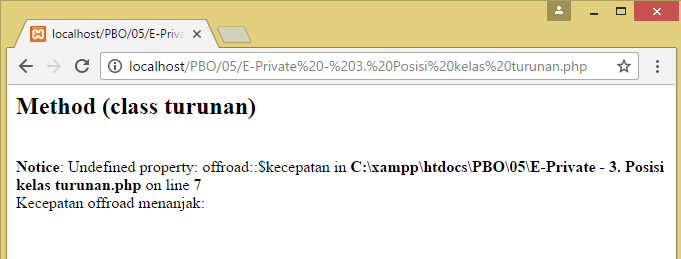 localhost/PBO/05/E-Priva
localhost/PBO/05/E-Private%20-%203.%20Posisi%20kelas%20turunan.php
Method (class turunan)
Notice: Undefined property: offroad::$kecepatan in C:\xampp\htdocs\PBO\05\E-Private - 3. Posisi
kelas turunan.php on line 7
Kecepatan offroad menanjak: